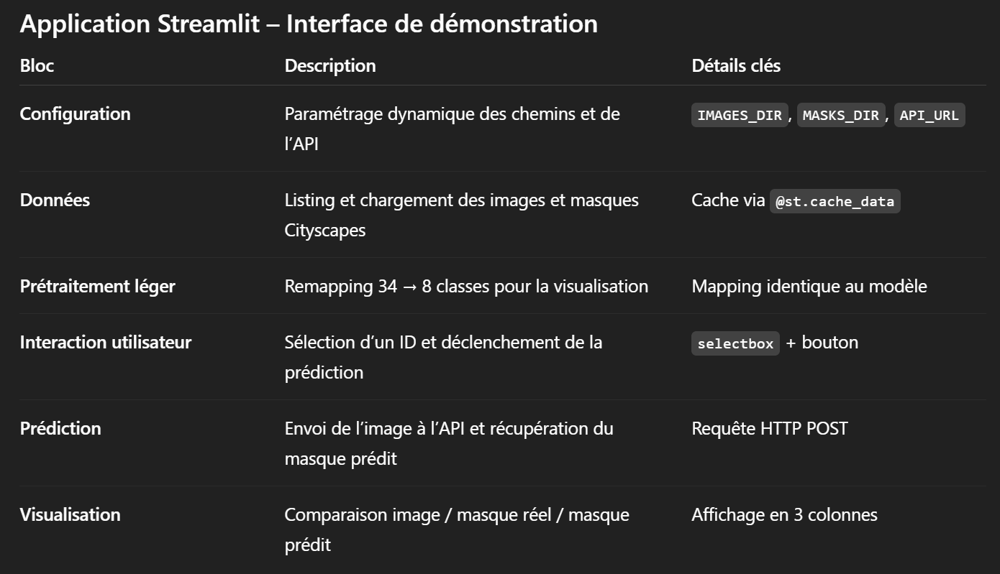 Application Streamlit – Interface de démonstration
Bloc Description Détails clés
Configuration Paramétrage dynamique des chemins et de IMAGES_DIR, MASKS_DIR, API_URL
l’API
Données Listing et chargement des images et masques Cache via @st.cache_data
Cityscapes
Prétraitement léger Remapping 34 → 8 classes pour la visualisation Mapping identique au modèle
Interaction utilisateur Sélection d’un ID et déclenchement de la selectbox + bouton
prédiction
Prédiction Envoi de l’image à l’API et récupération du Requête HTTP POST
masque prédit
Visualisation Comparaison image / masque réel / masque Affichage en 3 colonnes
prédit